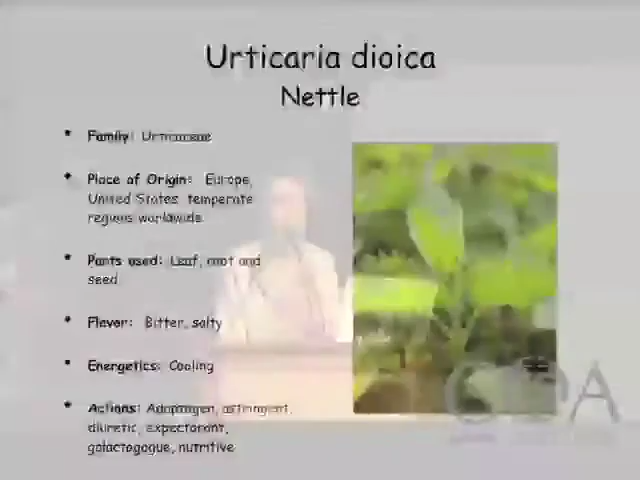 Urticaria dioica
Nettle
• Family: Urticaceae
• Place of Origin: Europe,
United States, temperate
regions worldwide
• Parts used: Leaf, root and
seed
• Flavor: Bitter, salty
• Energetics: Cooling
• Actions: Adaptogen, astringent,
diuretic, expectorant,
galactagogue, nutritive